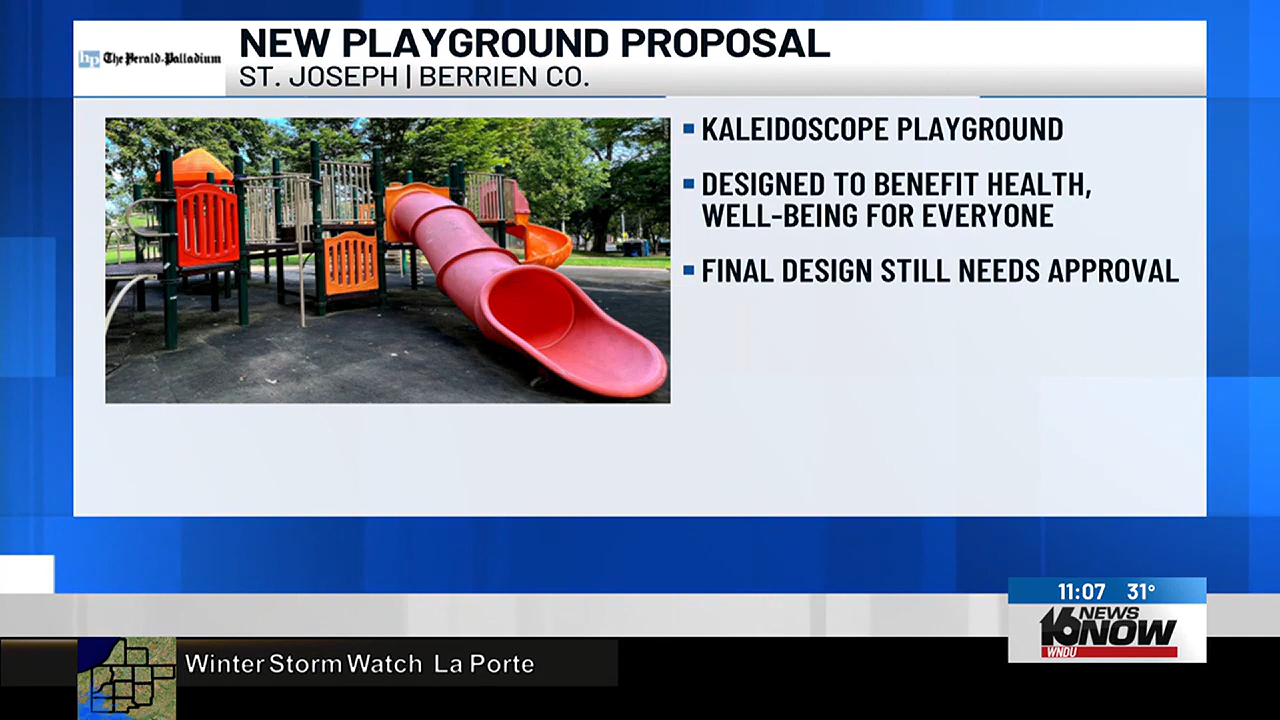 hp The Herald-Palladium
NEW PLAYGROUND PROPOSAL
ST. JOSEPH | BERRIEN CO.
KALEIDOSCOPE PLAYGROUND
DESIGNED TO BENEFIT HEALTH,
WELL-BEING FOR EVERYONE
FINAL DESIGN STILL NEEDS APPROVAL
11:07 31°
16 NEWS
NOW
WNDU
Winter Storm Watch La Porte